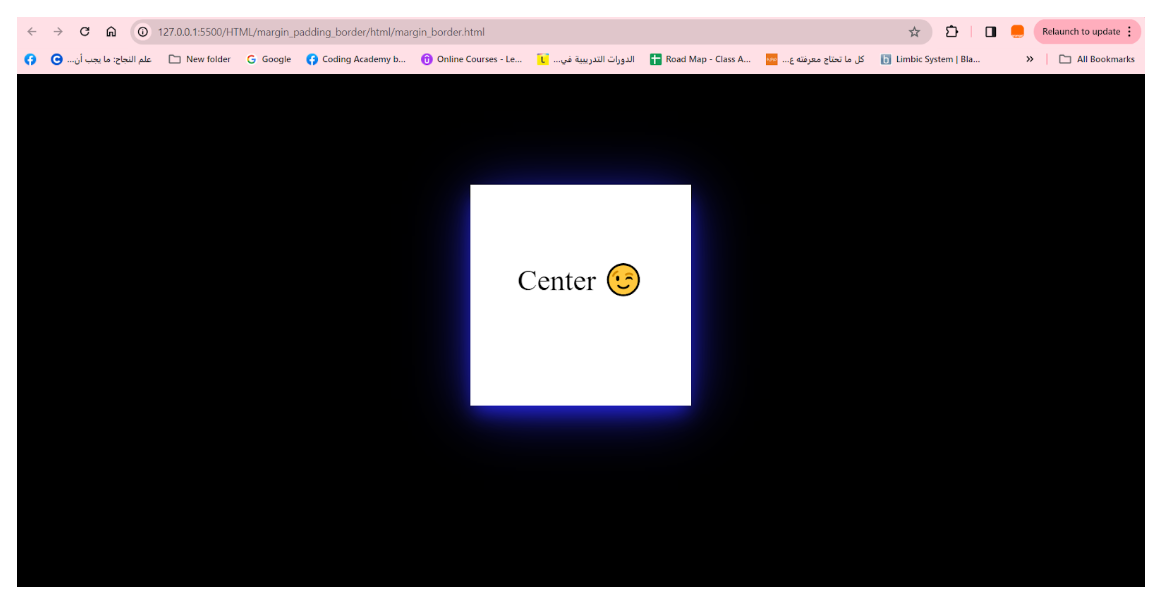 127.0.0.1:5500/HTML/margin_padding_border/html/margin_border.html
Relaunch to update
علم النجاح: ما يجب أن...
New folder
Google
Coding Academy b...
Online Courses - Le...
الدورات التدريبية في...
Road Map - Class A...
كل ما تحتاج معرفته ع...
Limbic System | Bla...
»
All Bookmarks
Center 😉